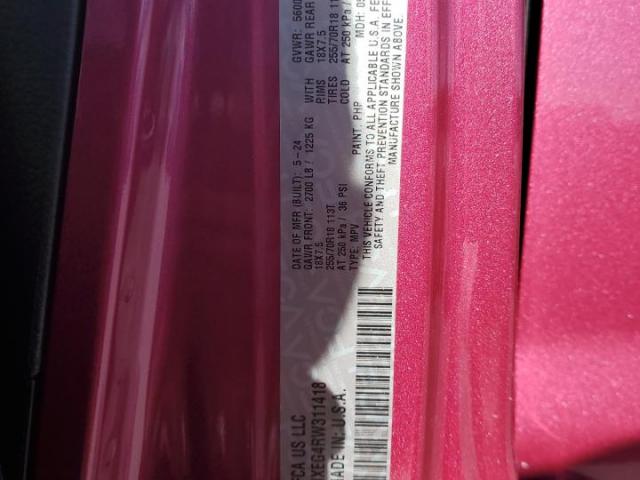 FCA US LLC
DATE OF MFR (BUILT): 5-24
GVWR: 5600
GAWR FRONT: 2700 LB / 1225 KG WITH GAWR REAR
18X7.5 RIMS 18X7.5
255/70R18 113T TIRES 255/70R18 113
AT 250 kPa / 36 PSI COLD AT 250 kPa /
TYPE: MPV PAINT: PHP MDH: 05
THIS VEHICLE CONFORMS TO ALL APPLICABLE U.S.A. FE
SAFETY AND THEFT PREVENTION STANDARDS IN EFF
MANUFACTURE SHOWN ABOVE.
XEG4RW311418
MADE IN: U.S.A.